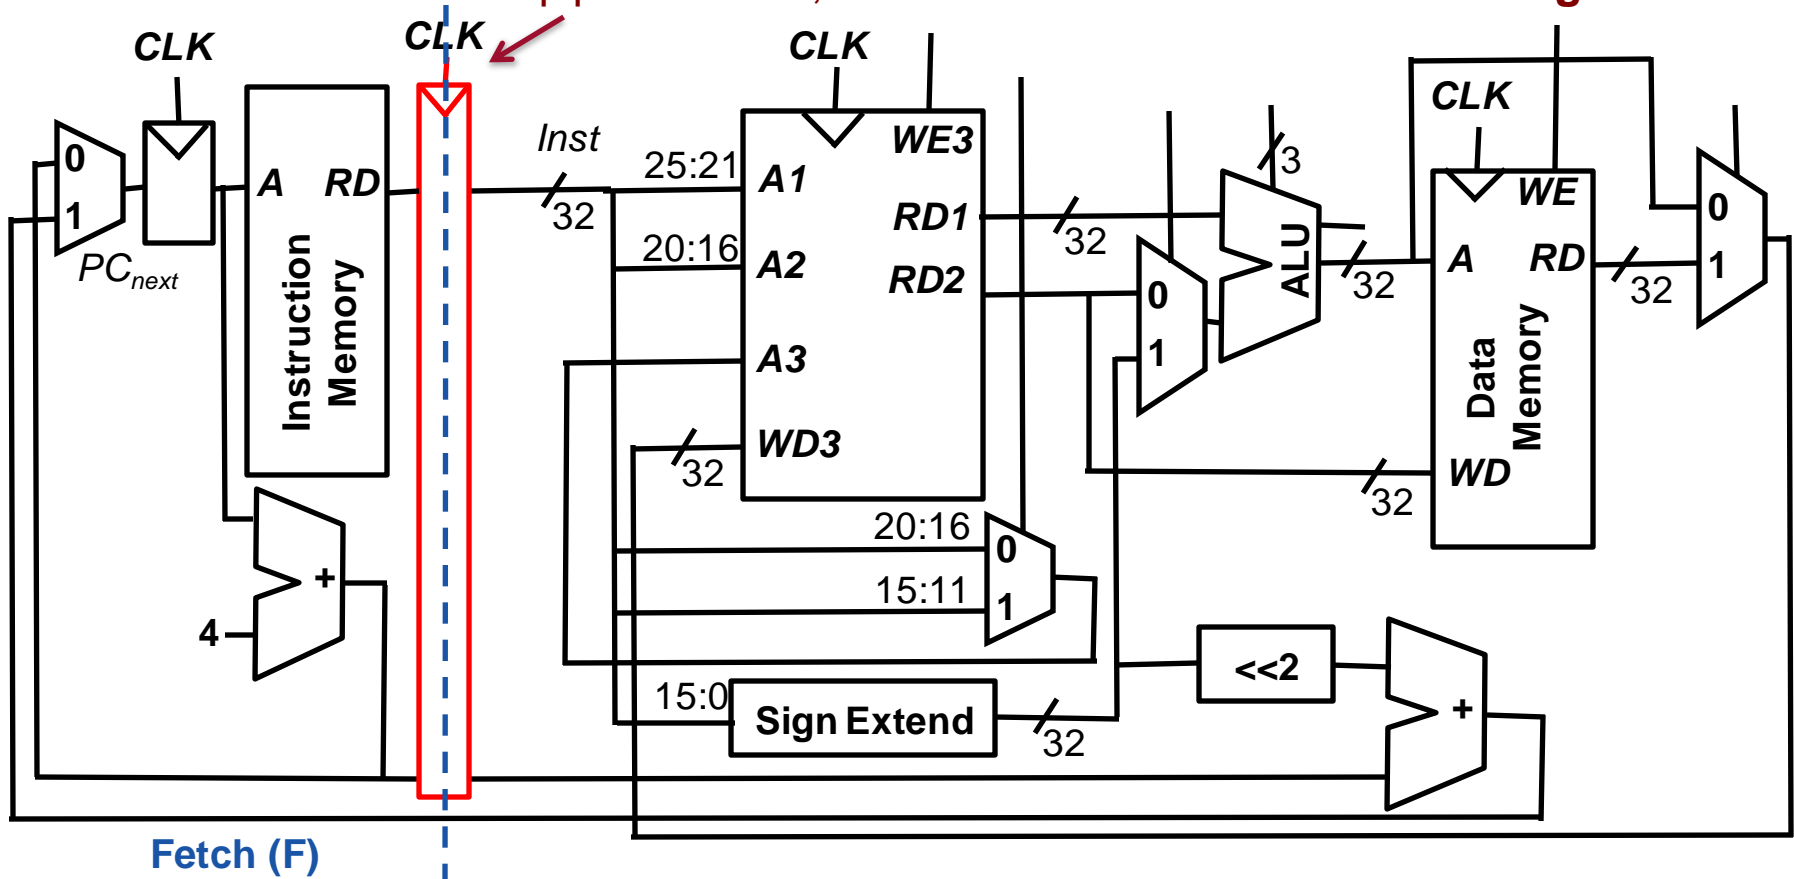 CLK
CLK
CLK
CLK
0
1
PCnext
A RD
Instruction Memory
4
+
Inst
32
25:21
20:16
A1
A2
A3
WD3
WE3
RD1
RD2
32
32
20:16
15:11
0
1
15:0
Sign Extend
32
0
1
3
ALU
32
32
WE
A RD
Data Memory
WD
32
0
1
<<2
+
Fetch (F)